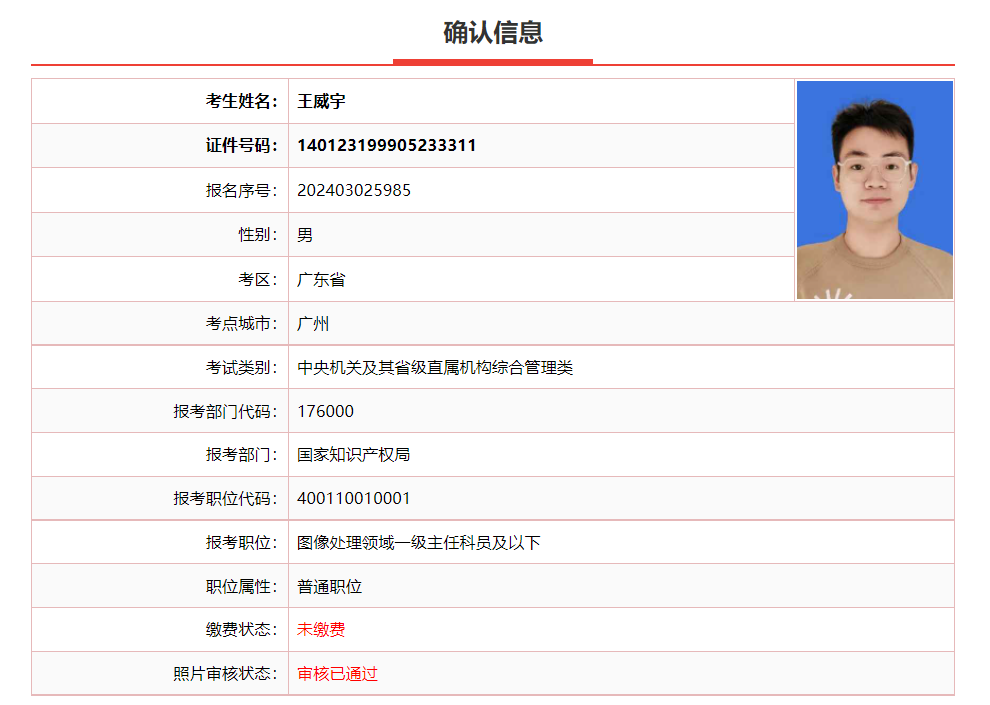 确认信息
考生姓名： 王威宇
证件号码： 140123199905233311
报名序号： 202403025985
性别： 男
考区： 广东省
考点城市： 广州
考试类别： 中央机关及其省级直属机构综合管理类
报考部门代码： 176000
报考部门： 国家知识产权局
报考职位代码： 400110010001
报考职位： 图像处理领域一级主任科员及以下
职位属性： 普通职位
缴费状态： 未缴费
照片审核状态： 审核已通过